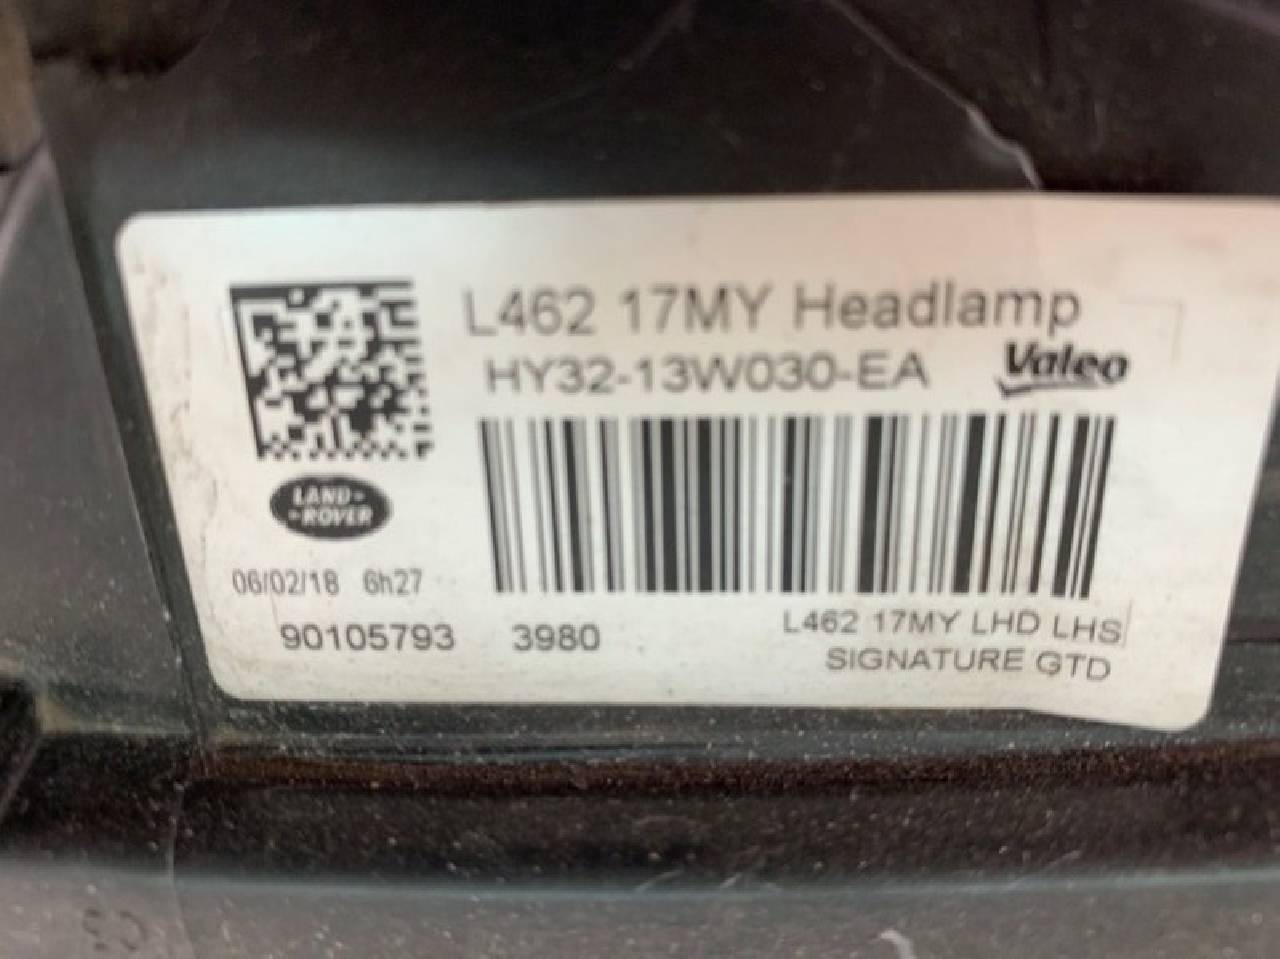 L462 17MY Headlamp
HY32-13W030-EA
Valeo
LAND-
-ROVER
06/02/18 6h27
90105793 3980
L462 17MY LHD LHS
SIGNATURE GTD